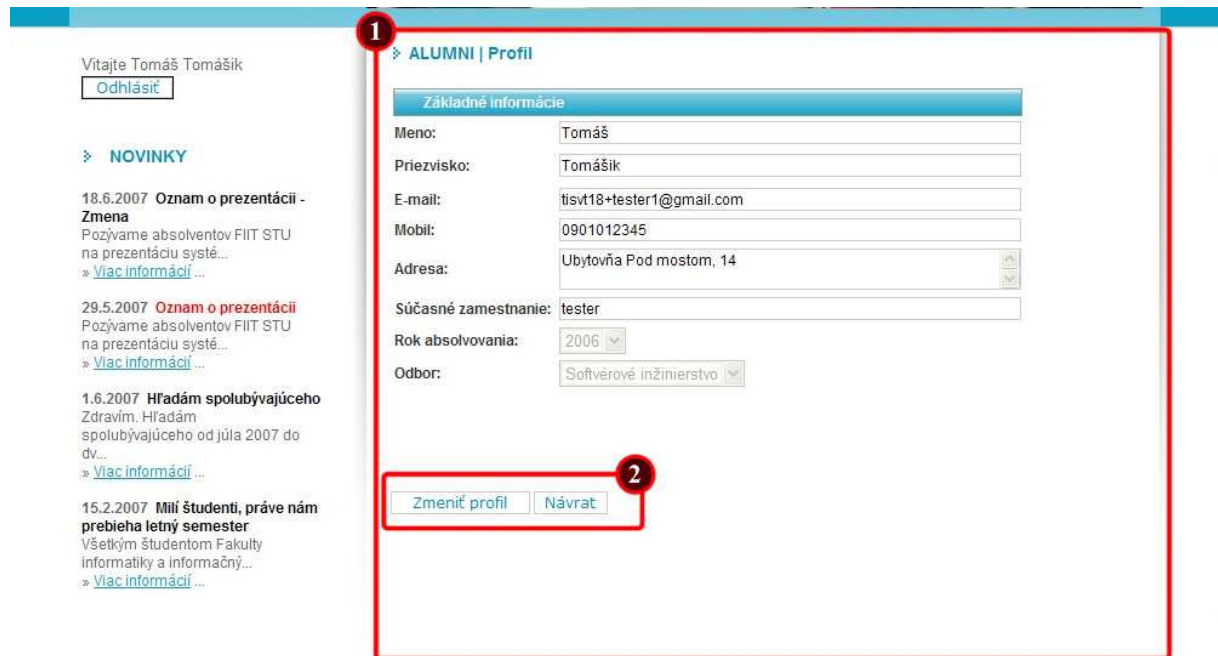 Vitajte Tomáš Tomášik
Odhlásiť
NOVINKY
18.6.2007 Oznam o prezentácii -
Zmena
Pozývame absolventov FIIT STU
na prezentáciu systé...
» Viac informácií ...
29.5.2007 Oznam o prezentácii
Pozývame absolventov FIIT STU
na prezentáciu systé...
» Viac informácií ...
1.6.2007 Hľadám spolubývajúceho
Zdravím. Hľadám
spolubývajúceho od júla 2007 do
dv...
» Viac informácií ...
15.2.2007 Milí študenti, práve nám
prebieha letný semester
Všetkým študentom Fakulty
informatiky a informačný...
» Viac informácií ...
1
ALUMNI | Profil
Základné informácie
Meno: Tomáš
Priezvisko: Tomášik
E-mail: tisvt18+tester1@gmail.com
Mobil: 0901012345
Adresa: Ubytovňa Pod mostom, 14
Súčasné zamestnanie: tester
Rok absolvovania: 2006
Odbor: Softvérové inžinierstvo
2
Zmeniť profil Návrat